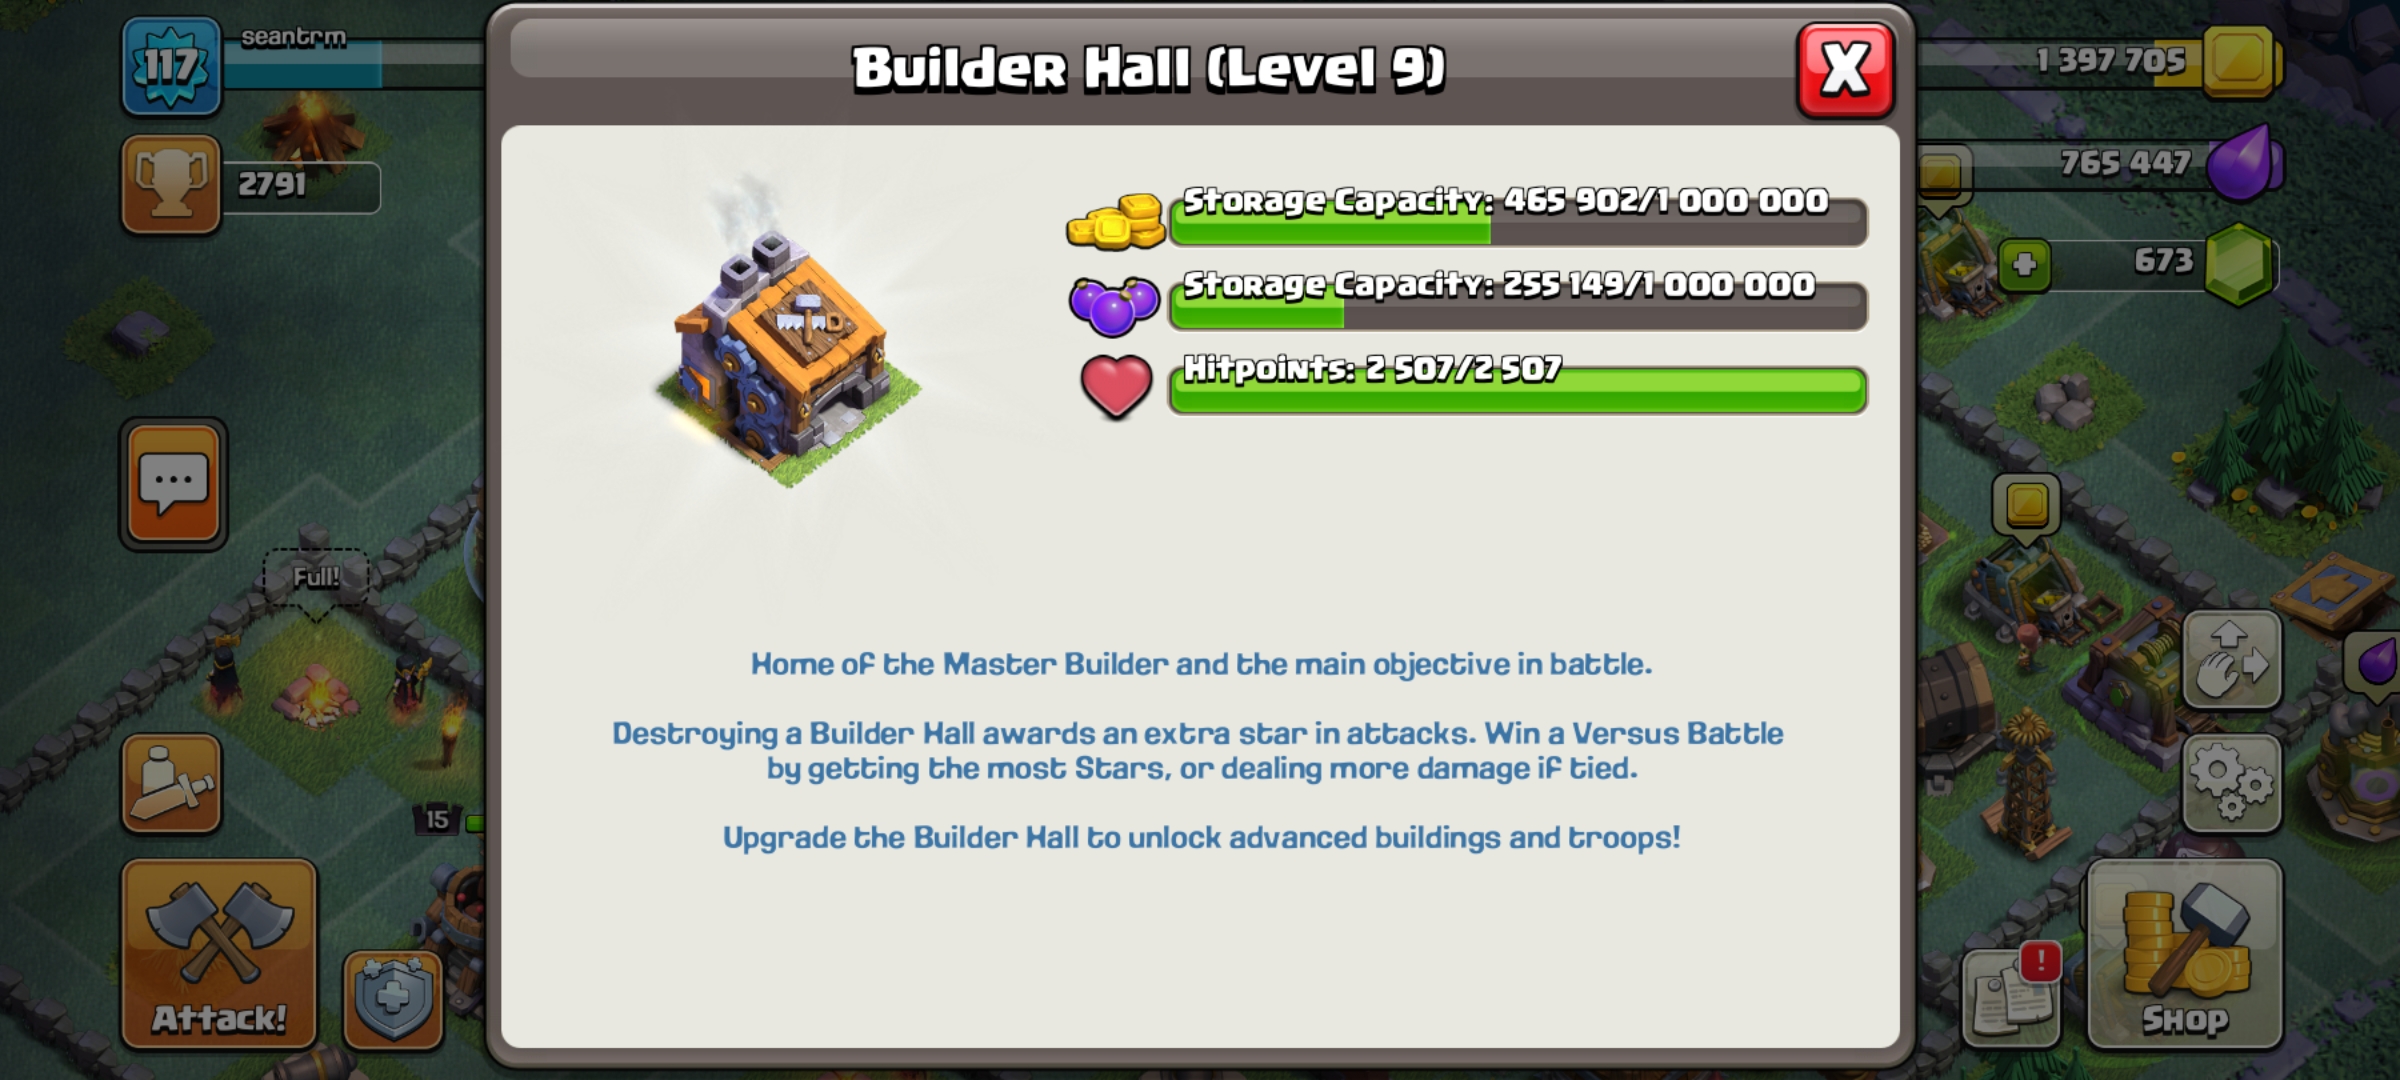 117
seantrm
2791
Builder Hall (Level 9)
X
1 397 705
765 447
673
Storage Capacity: 465 902/1 000 000
Storage Capacity: 255 149/1 000 000
Hitpoints: 2 507/2 507
Full!
Home of the Master Builder and the main objective in battle.
Destroying a Builder Hall awards an extra star in attacks. Win a Versus Battle
by getting the most Stars, or dealing more damage if tied.
Upgrade the Builder Hall to unlock advanced buildings and troops!
15
Attack!
!
Shop